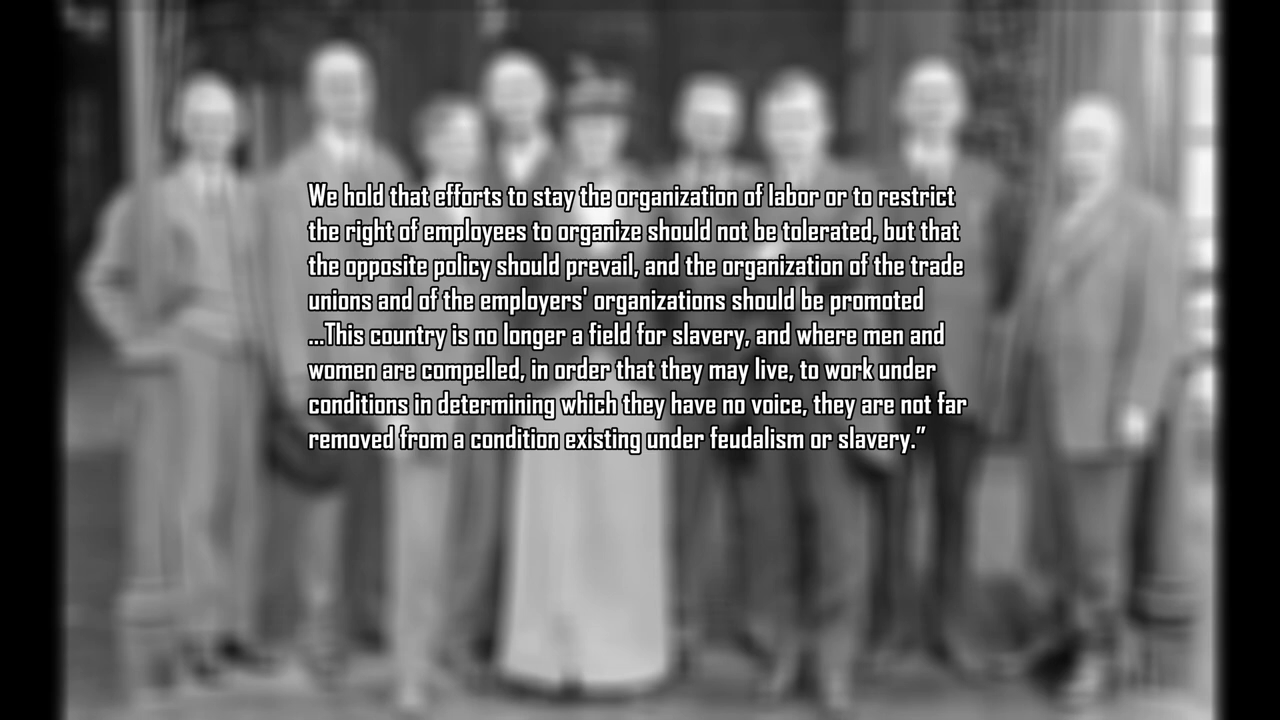 We hold that efforts to stay the organization of labor or to restrict
the right of employees to organize should not be tolerated, but that
the opposite policy should prevail, and the organization of the trade
unions and of the employers' organizations should be promoted
...This country is no longer a field for slavery, and where men and
women are compelled, in order that they may live, to work under
conditions in determining which they have no voice, they are not far
removed from a condition existing under feudalism or slavery.”